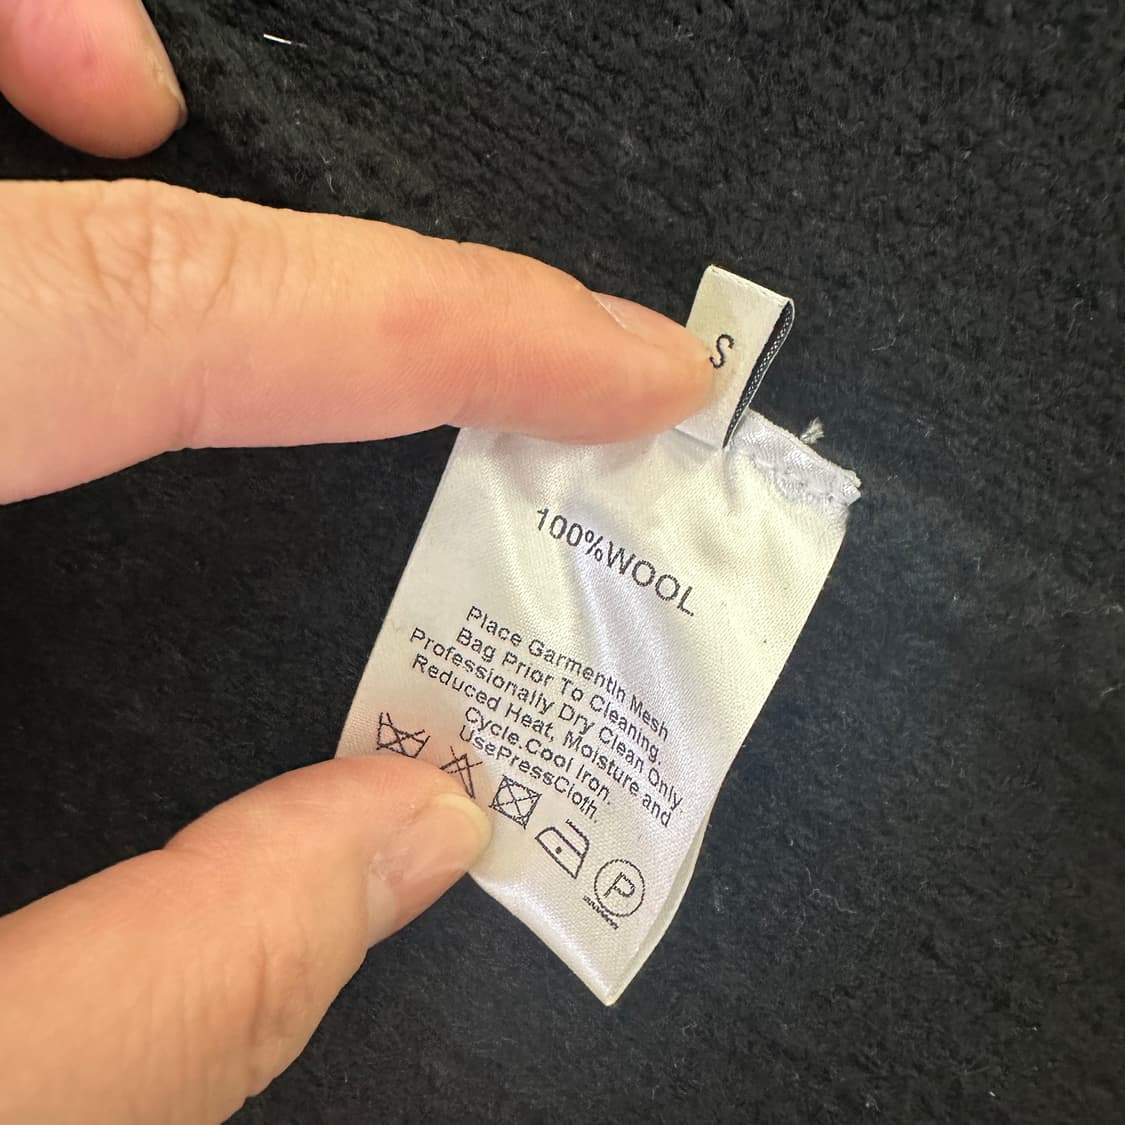 S
100%WOOL
Place GarmentIn Mesh
Bag Prior To Cleaning,
Professionally Dry Clean Only.
Reduced Heat, Moisture and
Cycle.Cool Iron.
UsePressCloth.
P